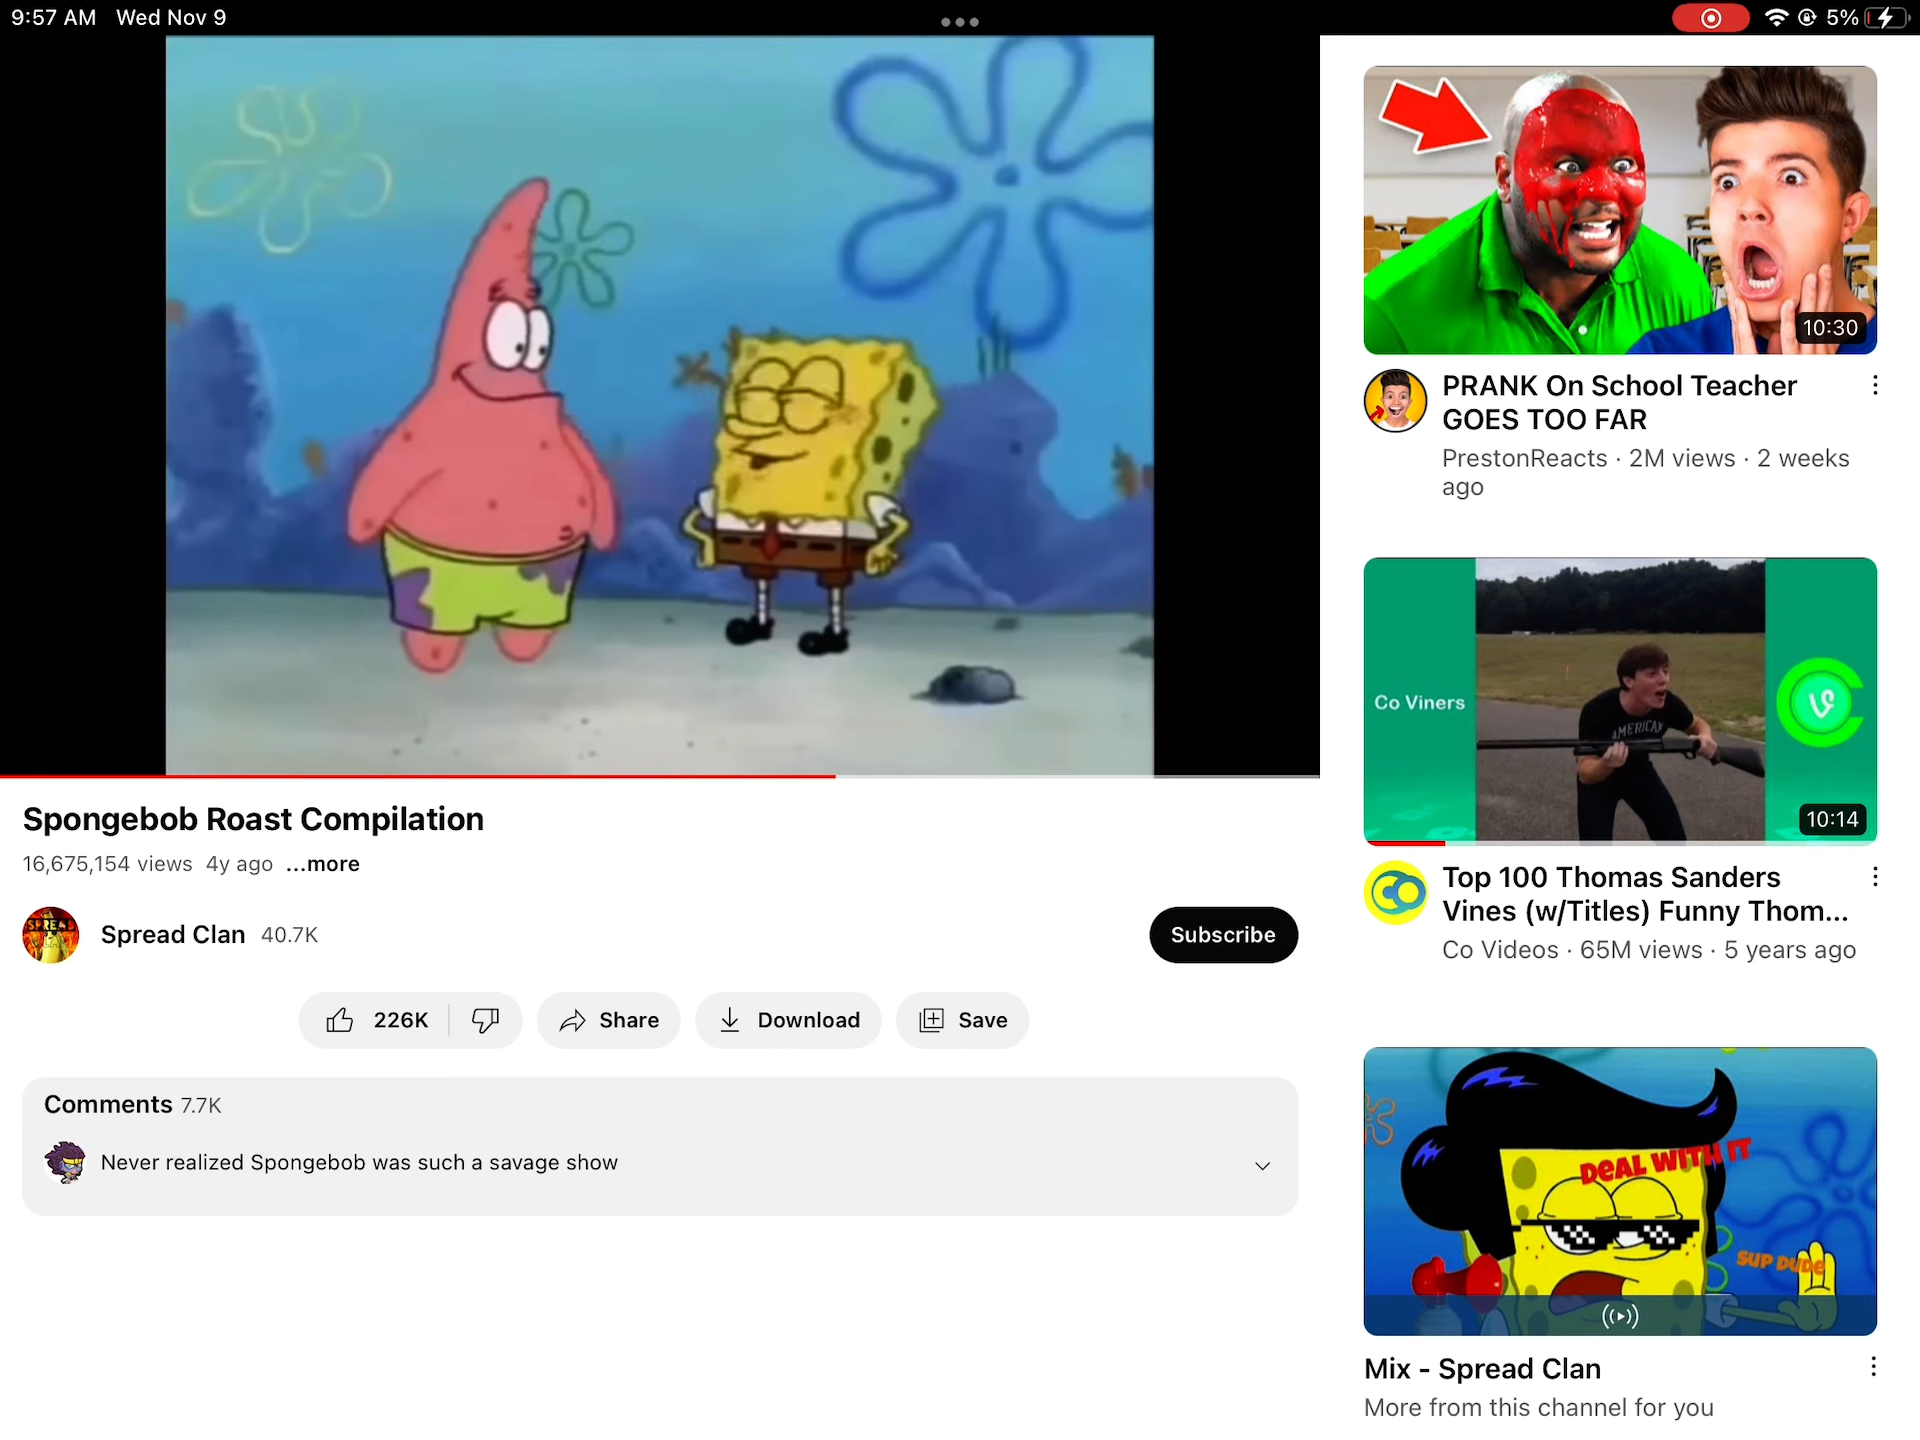 9:57 AM Wed Nov 9
5%
10:30
PRANK On School Teacher
GOES TOO FAR
PrestonReacts · 2M views · 2 weeks
ago
Co Viners
AMERICAN
10:14
Top 100 Thomas Sanders
Vines (w/Titles) Funny Thom...
Co Videos · 65M views · 5 years ago
DEAL WITH IT
SUP DUDE
Mix - Spread Clan
More from this channel for you
Spongebob Roast Compilation
16,675,154 views 4y ago ...more
SPREAD
Spread Clan 40.7K
Subscribe
226K
Share
Download
Save
Comments 7.7K
Never realized Spongebob was such a savage show